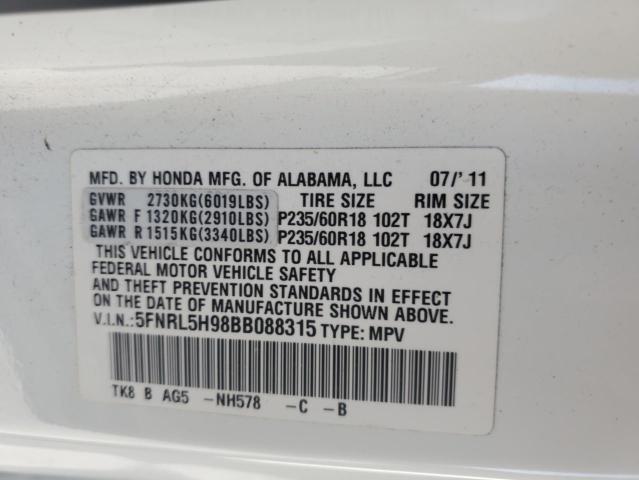 MFD. BY HONDA MFG. OF ALABAMA, LLC 07/'11
GVWR 2730KG(6019LBS) TIRE SIZE RIM SIZE
GAWR F 1320KG(2910LBS) P235/60R18 102T 18X7J
GAWR R 1515KG(3340LBS) P235/60R18 102T 18X7J
THIS VEHICLE CONFORMS TO ALL APPLICABLE
FEDERAL MOTOR VEHICLE SAFETY
AND THEFT PREVENTION STANDARDS IN EFFECT
ON THE DATE OF MANUFACTURE SHOWN ABOVE.
V.I.N.:5FNRL5H98BB088315 TYPE: MPV
TK8 B AG5 -NH578 -C -B